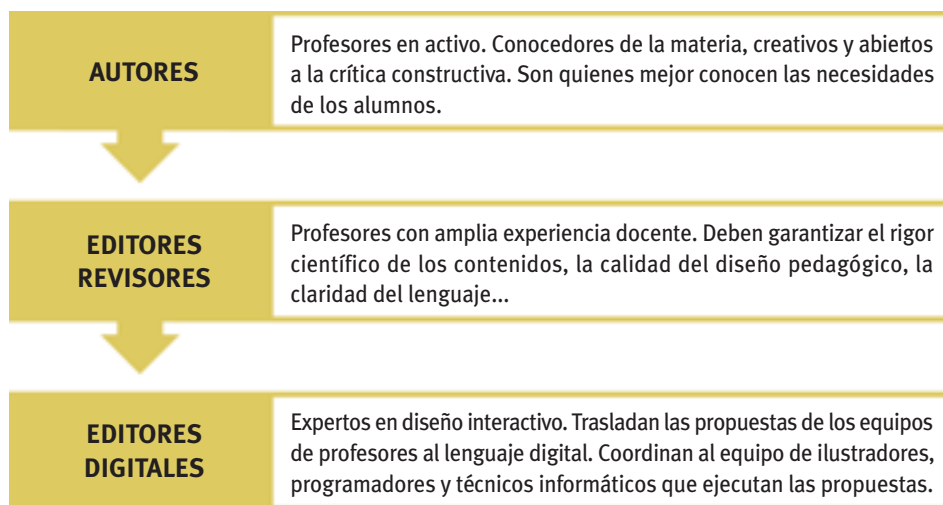 AUTORES
Profesores en activo. Conocedores de la materia, creativos y abiertos
a la crítica constructiva. Son quienes mejor conocen las necesidades
de los alumnos.
EDITORES
REVISORES
Profesores con amplia experiencia docente. Deben garantizar el rigor
científico de los contenidos, la calidad del diseño pedagógico, la
claridad del lenguaje...
EDITORES
DIGITALES
Expertos en diseño interactivo. Trasladan las propuestas de los equipos
de profesores al lenguaje digital. Coordinan al equipo de ilustradores,
programadores y técnicos informáticos que ejecutan las propuestas.